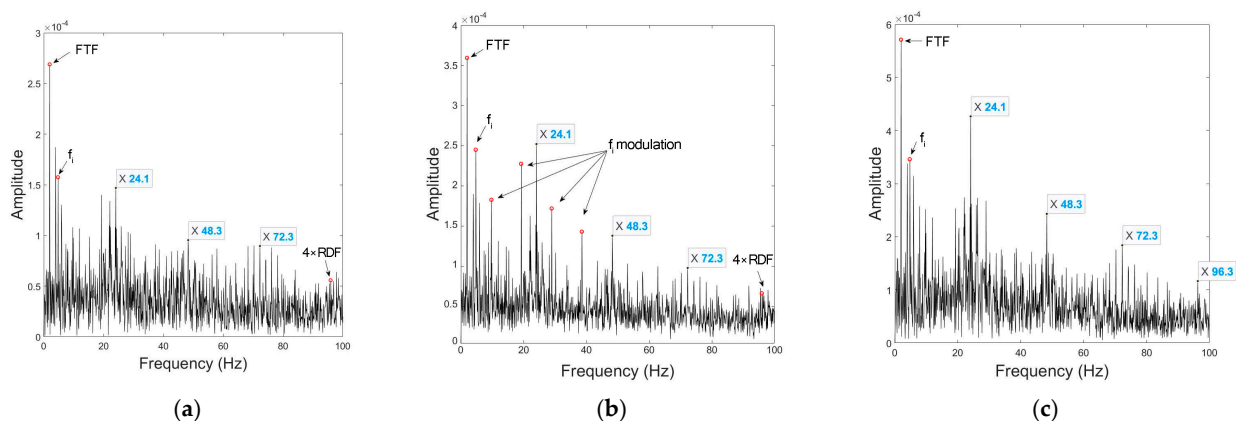 ×10⁻⁴
3
2.5
2
1.5
1
0.5
0
0 20 40 60 80 100
Amplitude
Frequency (Hz)
FTF
fᵢ
X 24.1
X 48.3
X 72.3
4×RDF
(a)
×10⁻⁴
4
3.5
3
2.5
2
1.5
1
0.5
0
0 20 40 60 80 100
Amplitude
Frequency (Hz)
FTF
fᵢ
X 24.1
fᵢ modulation
X 48.3
X 72.3
4×RDF
(b)
×10⁻⁴
6
5
4
3
2
1
0
0 20 40 60 80 100
Amplitude
Frequency (Hz)
FTF
X 24.1
fᵢ
X 48.3
X 72.3
X 96.3
(c)